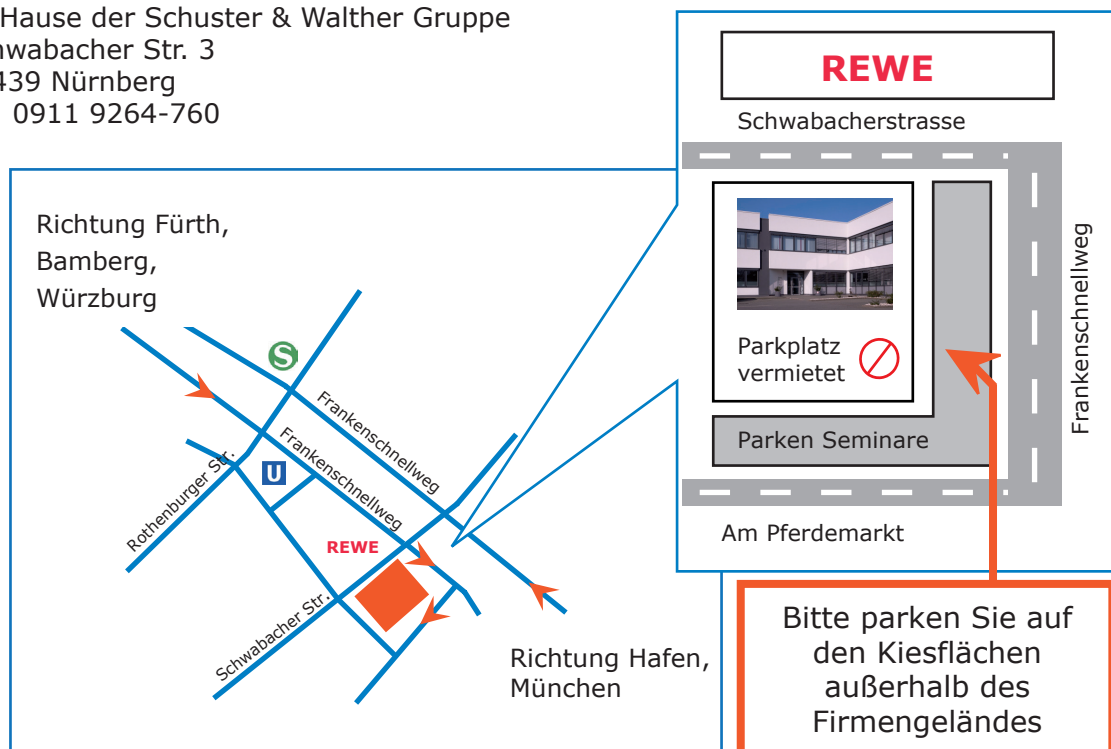 Hause der Schuster & Walther Gruppe
hwabacher Str. 3
439 Nürnberg
0911 9264-760
REWE
Schwabacherstrasse
Richtung Fürth,
Bamberg,
Würzburg
S
Frankenschnellweg
Frankenschnellweg
U
Rothenburger Str.
REWE
Schwabacher Str.
Richtung Hafen,
München
Parkplatz
vermietet
Parken Seminare
Frankenschnellweg
Am Pferdemarkt
Bitte parken Sie auf
den Kiesflächen
außerhalb des
Firmengeländes